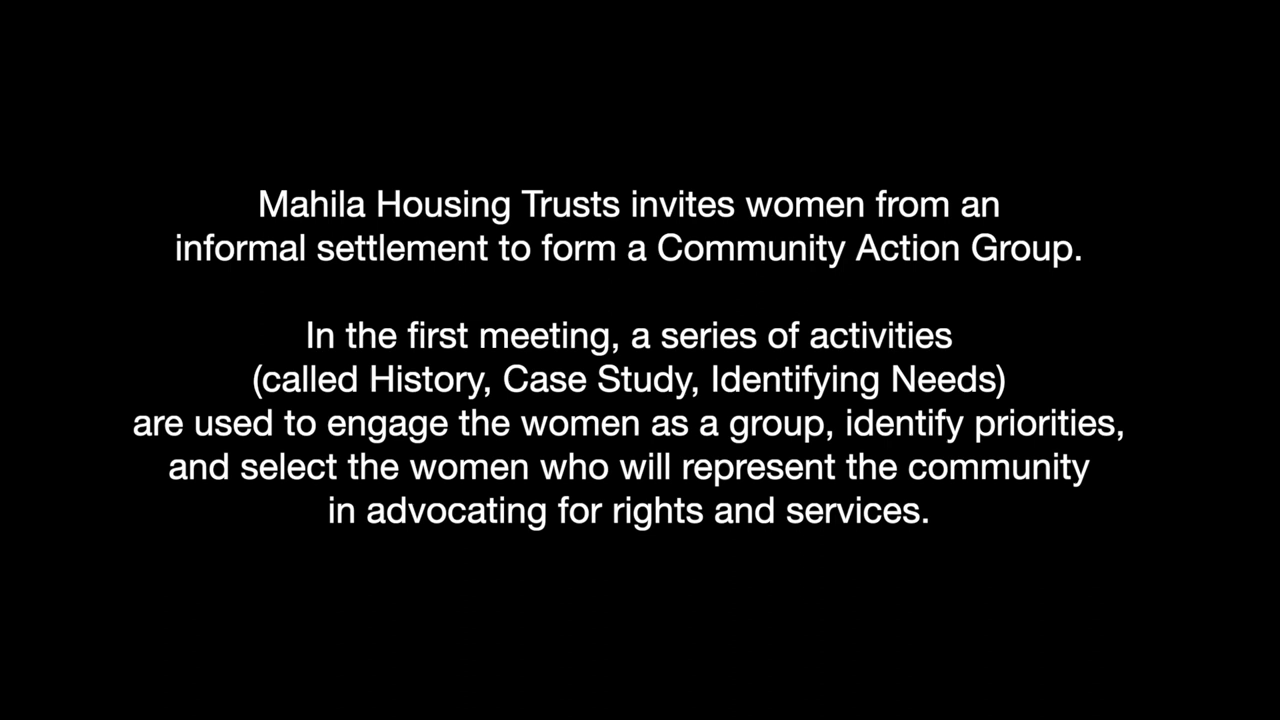 Mahila Housing Trusts invites women from an
informal settlement to form a Community Action Group.
In the first meeting, a series of activities
(called History, Case Study, Identifying Needs)
are used to engage the women as a group, identify priorities,
and select the women who will represent the community
in advocating for rights and services.